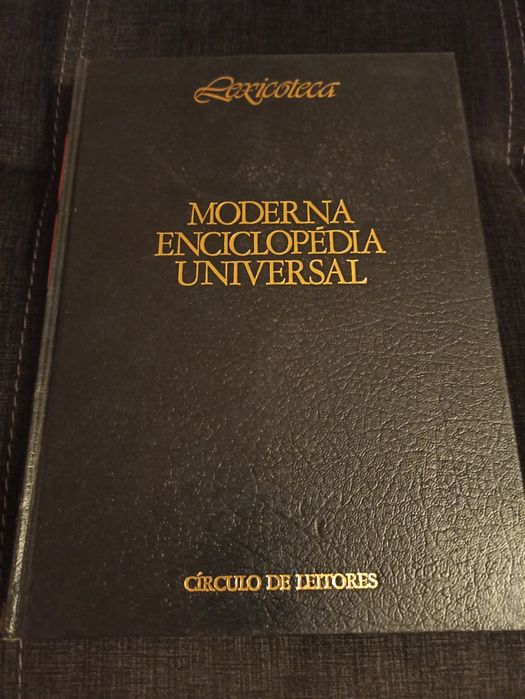 Lexicoteca
MODERNA
ENCICLOPÉDIA
UNIVERSAL
CÍRCULO DE LEITORES